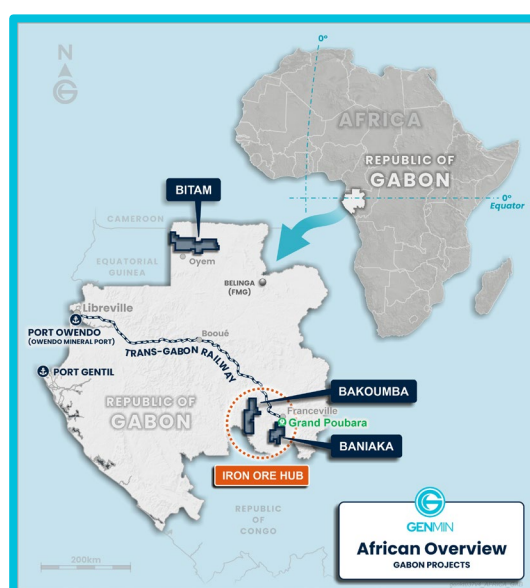 N
0°
AFRICA
REPUBLIC OF
GABON
0°
Equator
BITAM
CAMEROON
EQUATORIAL
GUINEA
Oyem
BELINGA
(FMG)
Libreville
PORT OWENDO
(OWENDO MINERAL PORT)
Booué
TRANS-GABON RAILWAY
PORT GENTIL
REPUBLIC OF
GABON
BAKOUMBA
Franceville
Grand Poubara
BANIAKA
IRON ORE HUB
REPUBLIC
OF
CONGO
200km
GENMIN
African Overview
GABON PROJECTS